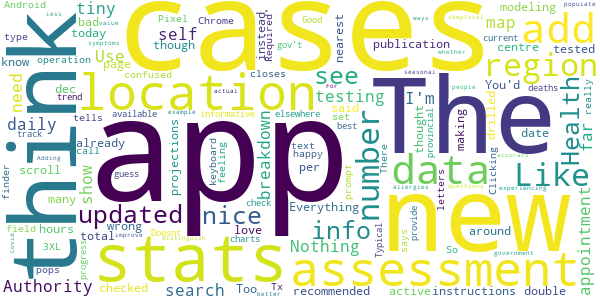 app
cases
think
The
new
stats
location
assessment
data
add
region
number
Like
Health
info
see
updated
nice
self
map
tiny
Use
show
daily
Authority
search
breakdown
testing
appointment
need
far
instructions
double
Nothing
Everything
publication
modeling
tested
centre
nearest
today
bad
know
page
though
already
scroll
hours
many
3XL
wrong
checked
total
love
feeling
keyboard
projections
happy
text
per
said
set
thought
I'm
making
You'd
date
drilled
really
around
active
recommended
Too
So
Tx
letters
Clicking
provincial
prompt
provide
says
Typical
There
best
check
charts
guess
pops
progress
field
finder
track
call
tells
available
example
informative
elsewhere
For
actual
closes
confused
operation
type
trend
dec
Android
Pixel
Chrome
instead
Required
gov't
Good
ways
skeptical
value
less
populate
current
whether
symptoms
seasonal
people
deaths
accuracy
questions
allergies
experiencing
government
Adding
Covid
improve
better
Doesnt
distinguish